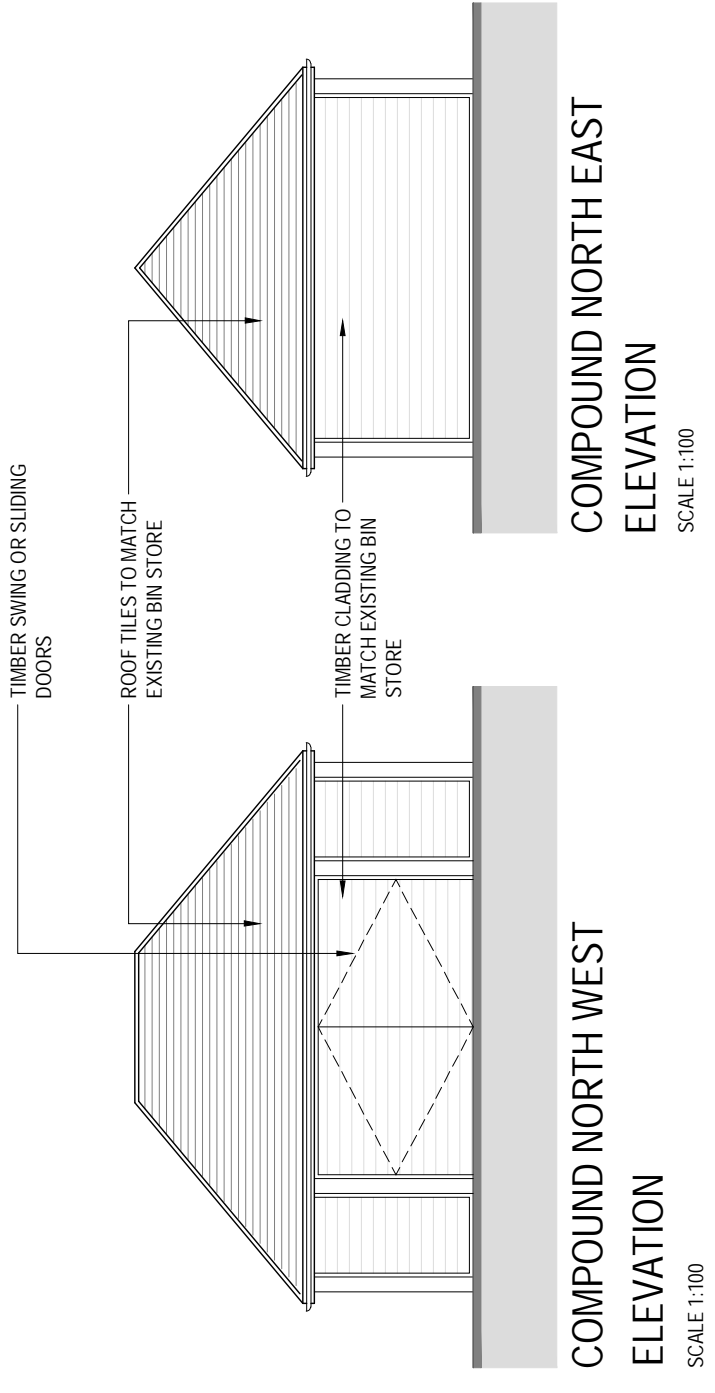 TIMBER SWING OR SLIDING
DOORS
ROOF TILES TO MATCH
EXISTING BIN STORE
TIMBER CLADDING TO
MATCH EXISTING BIN
STORE
COMPOUND NORTH WEST
ELEVATION
SCALE 1:100
COMPOUND NORTH EAST
ELEVATION
SCALE 1:100